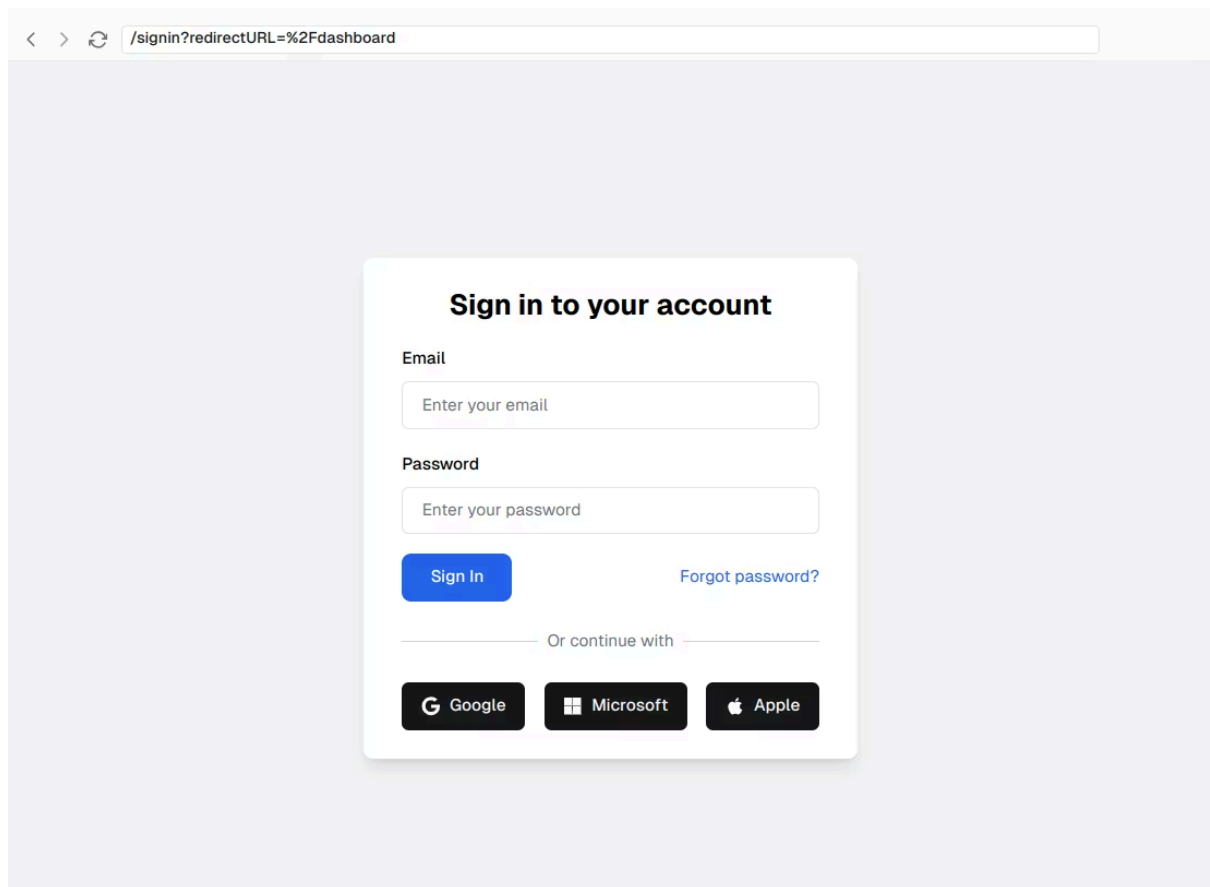 /signin?redirectURL=%2Fdashboard
Sign in to your account
Email
Enter your email
Password
Enter your password
Sign In Forgot password?
Or continue with
Google Microsoft Apple